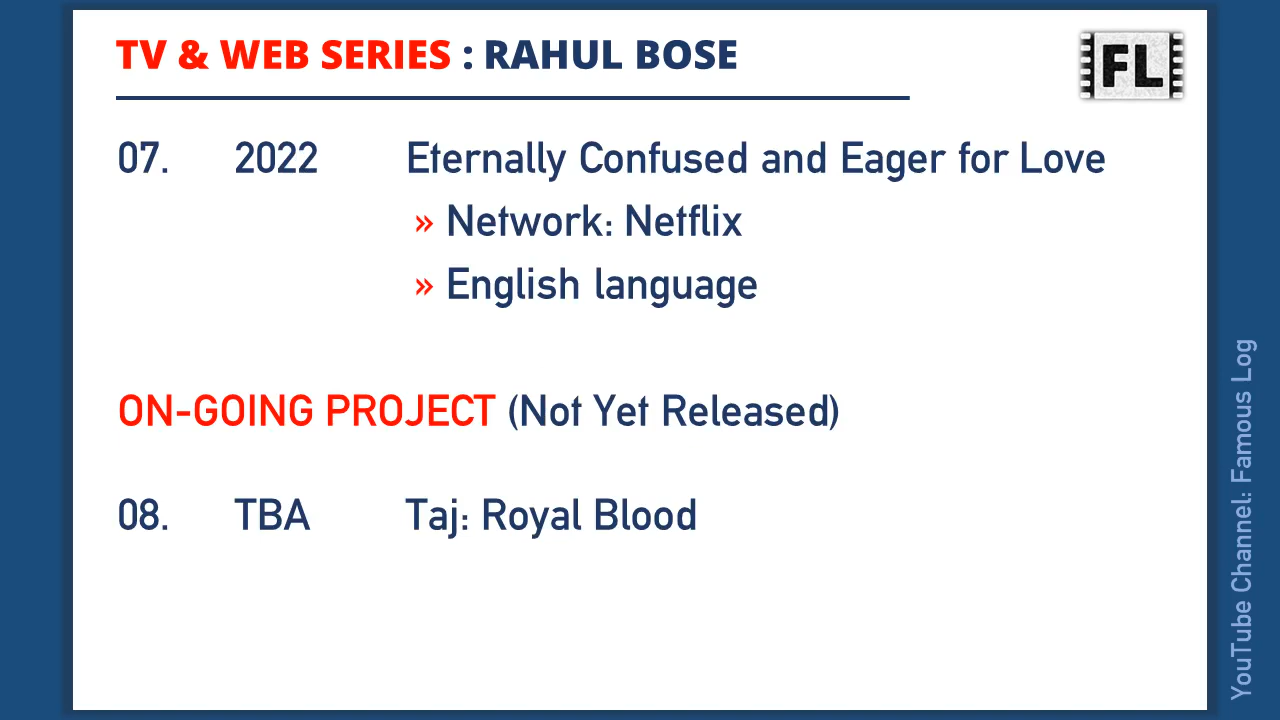 TV & WEB SERIES : RAHUL BOSE
FL
07. 2022 Eternally Confused and Eager for Love
» Network: Netflix
» English language
ON-GOING PROJECT (Not Yet Released)
08. TBA Taj: Royal Blood
YouTube Channel: Famous Log